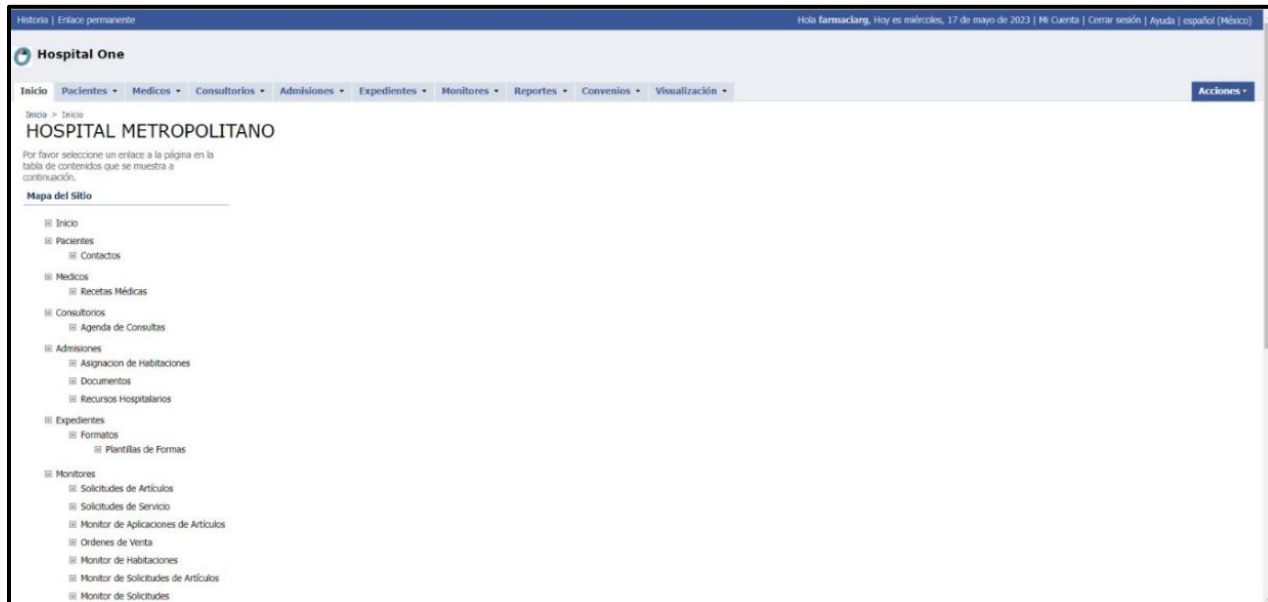 Historia | Enlace permanente
Hola farmaciarg, Hoy es miércoles, 17 de mayo de 2023 | Mi Cuenta | Cerrar sesión | Ayuda | español (México)
Hospital One
Inicio Pacientes Medicos Consultorios Admisiones Expedientes Monitores Reportes Convenios Visualización Acciones
Inicio > Inicio
HOSPITAL METROPOLITANO
Por favor seleccione un enlace a la página en la
tabla de contenidos que se muestra a
continuación.
Mapa del Sitio
Inicio
Pacientes
Contactos
Medicos
Recetas Médicas
Consultorios
Agenda de Consultas
Admisiones
Asignacion de Habitaciones
Documentos
Recursos Hospitalarios
Expedientes
Formatos
Plantillas de Formas
Monitores
Solicitudes de Artículos
Solicitudes de Servicio
Monitor de Aplicaciones de Artículos
Ordenes de Venta
Monitor de Habitaciones
Monitor de Solicitudes de Artículos
Monitor de Solicitudes